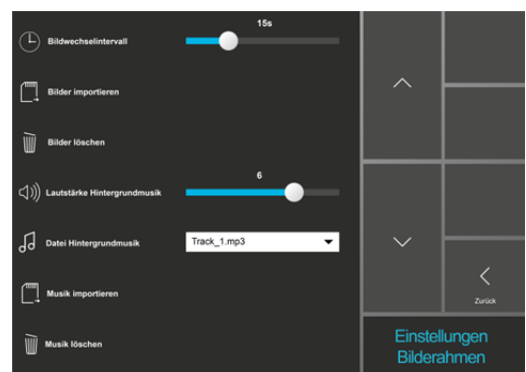 15s
Bildwechselintervall
Bilder importieren
Bilder löschen
6
Lautstärke Hintergrundmusik
Datei Hintergrundmusik
Track_1.mp3
Musik importieren
Musik löschen
Zurück
Einstellungen
Bilderahmen